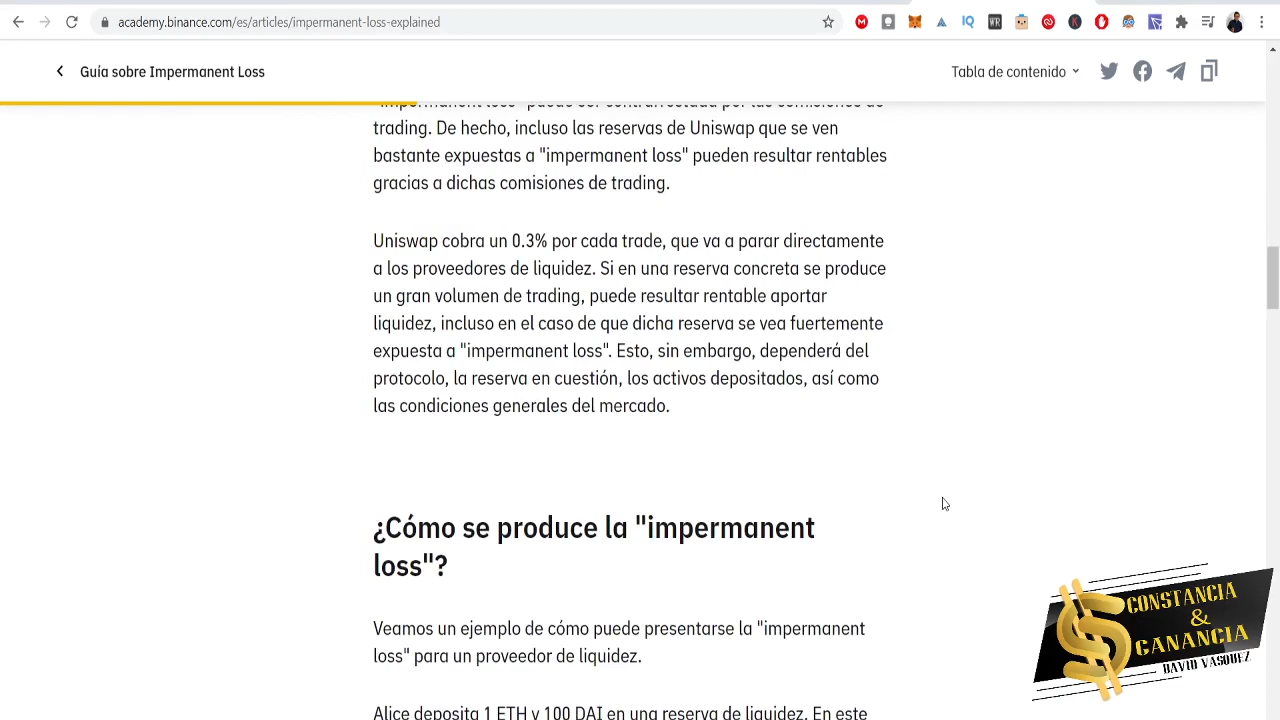 academy.binance.com/es/articles/impermanent-loss-explained
Guía sobre Impermanent Loss
Tabla de contenido
"impermanent loss" puede ser contrarrestada por las comisiones de
trading. De hecho, incluso las reservas de Uniswap que se ven
bastante expuestas a "impermanent loss" pueden resultar rentables
gracias a dichas comisiones de trading.
Uniswap cobra un 0.3% por cada trade, que va a parar directamente
a los proveedores de liquidez. Si en una reserva concreta se produce
un gran volumen de trading, puede resultar rentable aportar
liquidez, incluso en el caso de que dicha reserva se vea fuertemente
expuesta a "impermanent loss". Esto, sin embargo, dependerá del
protocolo, la reserva en cuestión, los activos depositados, así como
las condiciones generales del mercado.
¿Cómo se produce la "impermanent
loss"?
Veamos un ejemplo de cómo puede presentarse la "impermanent
loss" para un proveedor de liquidez.
Alice deposita 1 ETH y 100 DAI en una reserva de liquidez. En este
CONSTANCIA
&
GANANCIA
DAVID VASQUEZ